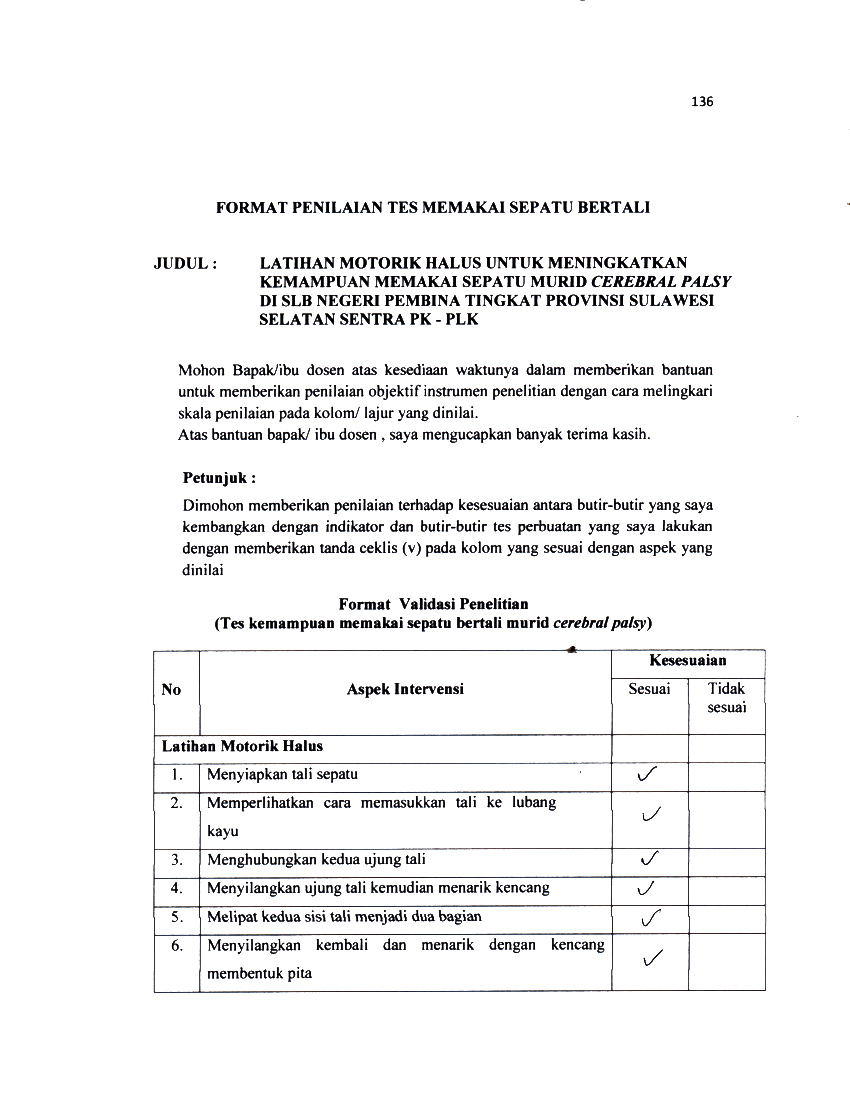 136
FORMAT PENILAIAN TES MEMAKAI SEPATU BERTALI
JUDUL : LATIHAN MOTORIK HALUS UNTUK MENINGKATKAN
KEMAMPUAN MEMAKAI SEPATU MURID CEREBRAL PALSY
DI SLB NEGERI PEMBINA TINGKAT PROVINSI SULAWESI
SELATAN SENTRA PK - PLK
Mohon Bapak/ibu dosen atas kesediaan waktunya dalam memberikan bantuan
untuk memberikan penilaian objektif instrumen penelitian dengan cara melingkari
skala penilaian pada kolom/ lajur yang dinilai.
Atas bantuan bapak/ ibu dosen , saya mengucapkan banyak terima kasih.
Petunjuk :
Dimohon memberikan penilaian terhadap kesesuaian antara butir-butir yang saya
kembangkan dengan indikator dan butir-butir tes perbuatan yang saya lakukan
dengan memberikan tanda ceklis (v) pada kolom yang sesuai dengan aspek yang
dinilai
Format Validasi Penelitian
(Tes kemampuan memakai sepatu bertali murid cerebral palsy)
Kesesuaian
No Aspek Intervensi Sesuai Tidak
sesuai
Latihan Motorik Halus
1. Menyiapkan tali sepatu ✓
2. Memperlihatkan cara memasukkan tali ke lubang
kayu ✓
3. Menghubungkan kedua ujung tali ✓
4. Menyilangkan ujung tali kemudian menarik kencang ✓
5. Melipat kedua sisi tali menjadi dua bagian ✓
6. Menyilangkan kembali dan menarik dengan kencang
membentuk pita ✓